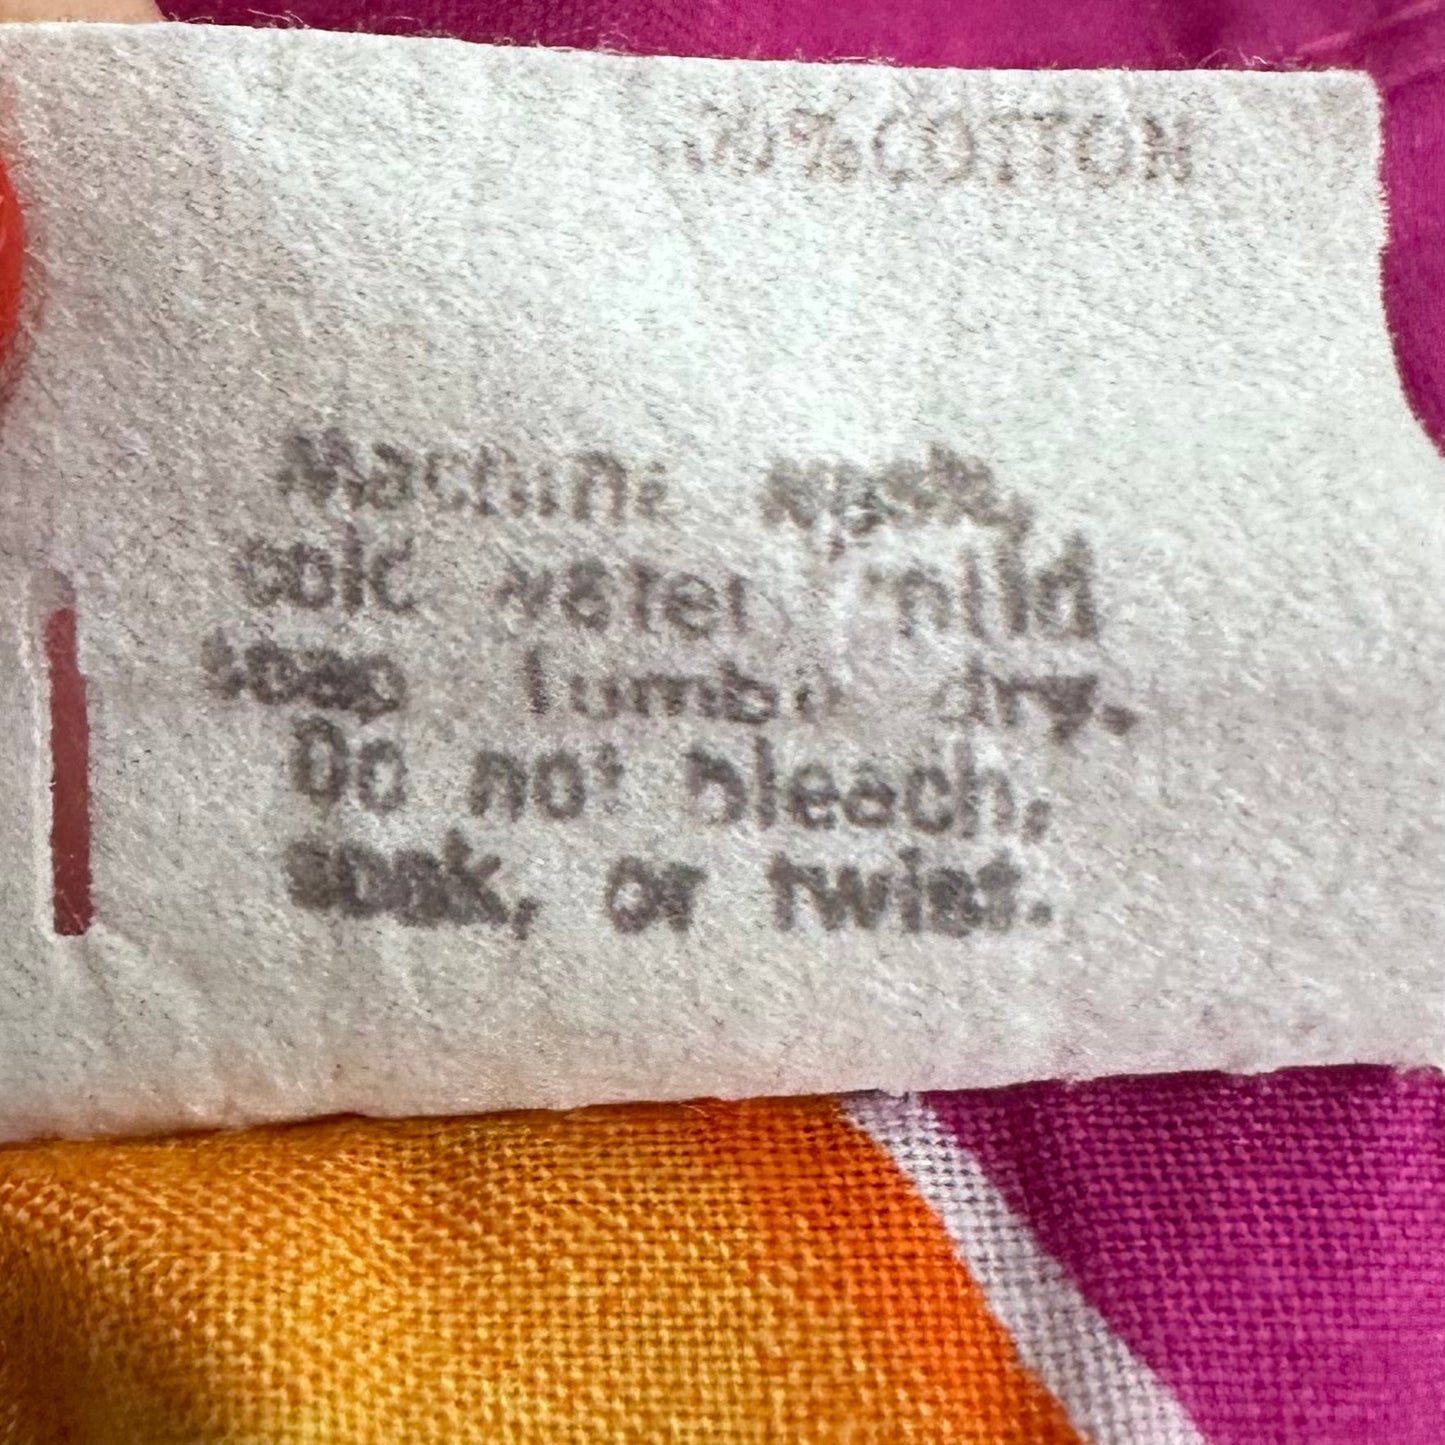 COTTON
Machine wash,
cold water, mild
soap. Tumble dry.
Do not bleach,
soak, or twist.